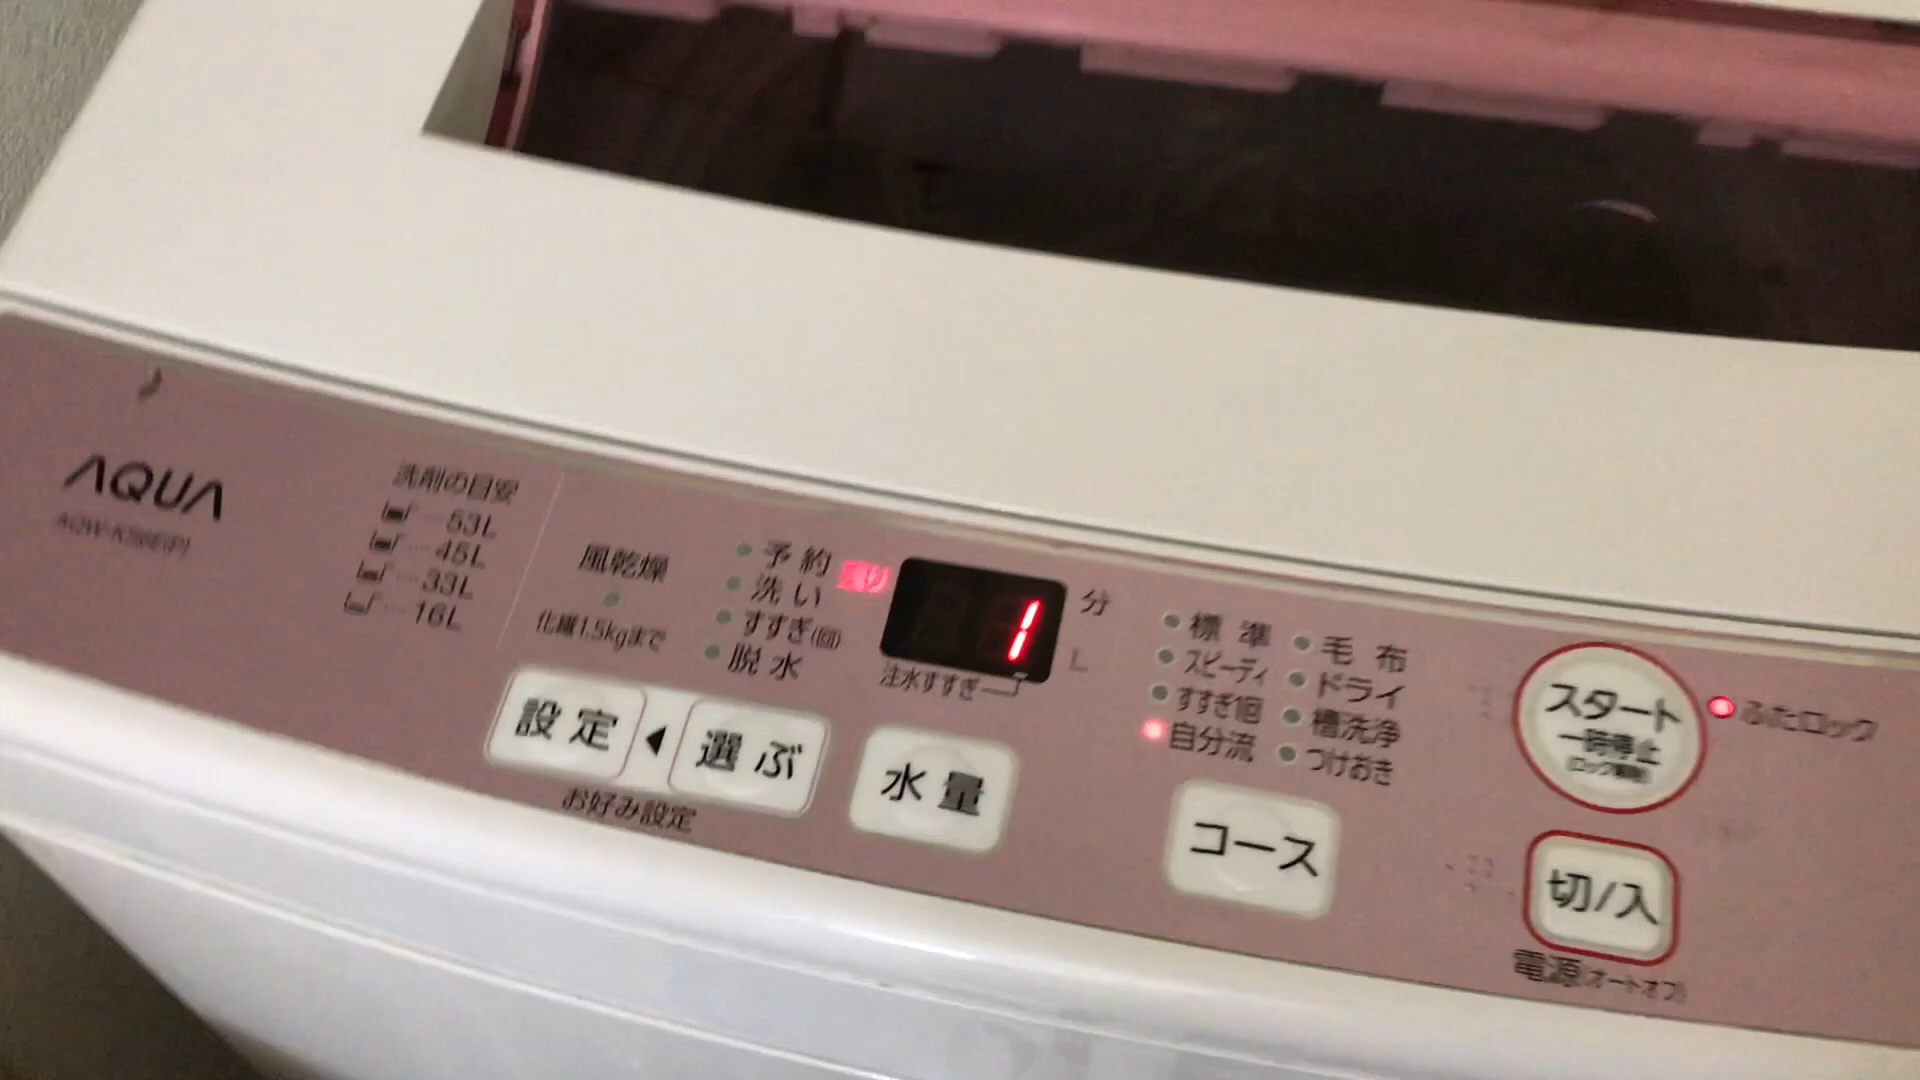 AQUA
洗剤の目安
53L
45L
33L
16L
風乾燥
化繊1.5kgまで
予約
洗い
すすぎ(回)
脱水
残り
1
分
L
注水すすぎ
標準
スピーディ
すすぎ1回
自分流
毛布
ドライ
槽洗浄
つけおき
スタート
一時停止
ふたロック
設定
選ぶ
お好み設定
水量
コース
切/入
電源(オートオフ)